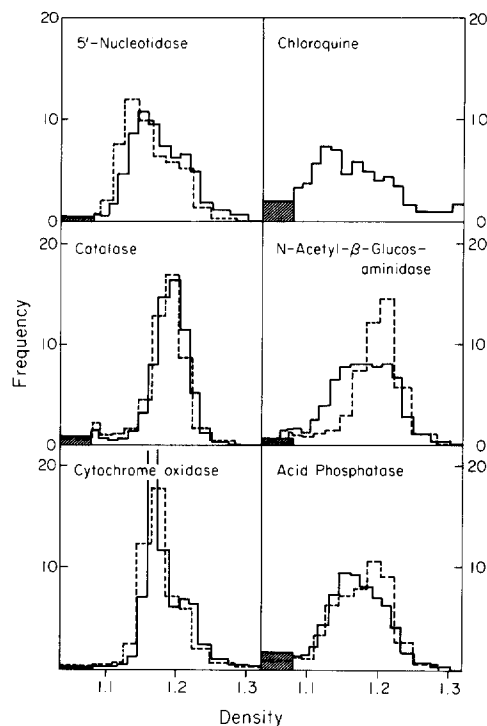 20
5'-Nucleotidase
Chloroquine
20
10
10
0
0
20
Catalase
N-Acetyl-β-Glucos-
aminidase
20
10
10
Frequency
0
0
20
Cytochrome oxidase
Acid Phosphatase
20
10
10
0
1.1
1.2
1.3
1.1
1.2
1.3
Density